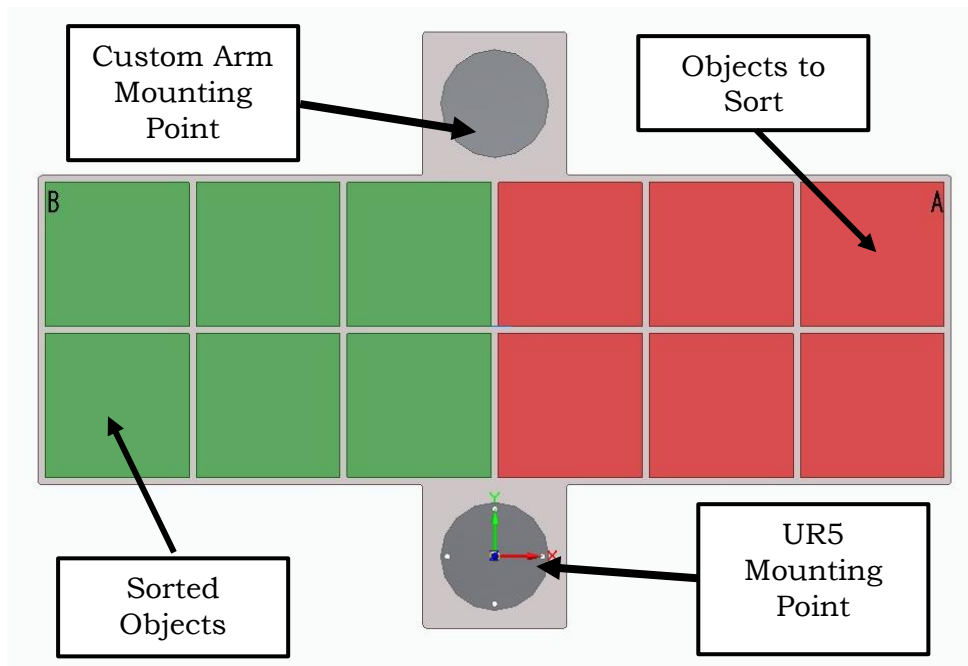 Custom Arm
Mounting
Point
Objects to
Sort
B
A
Y
X
UR5
Mounting
Point
Sorted
Objects